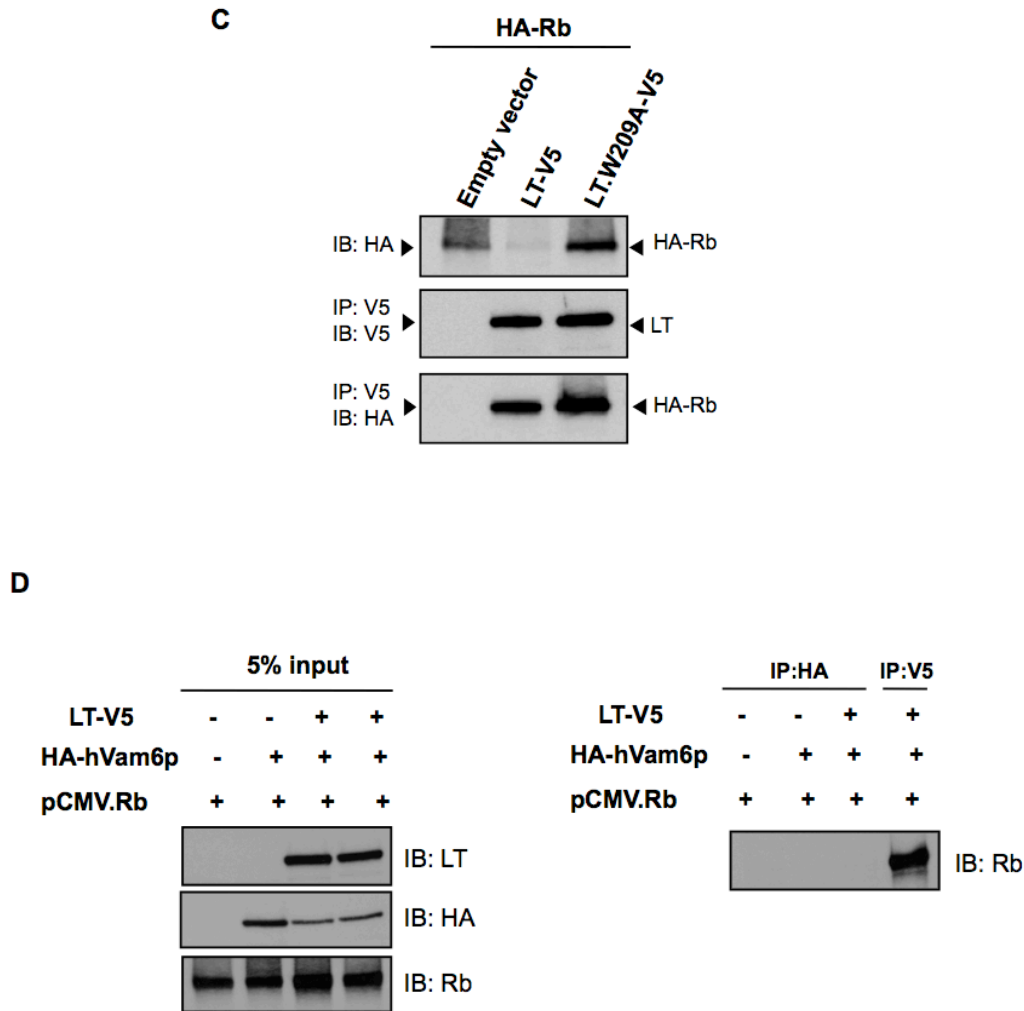 C
HA-Rb
Empty vector
LT-V5
LT.W209A-V5
IB: HA
HA-Rb
IP: V5
IB: V5
LT
IP: V5
IB: HA
HA-Rb
D
5% input
LT-V5 - - + +
HA-hVam6p - + + +
pCMV.Rb + + + +
IB: LT
IB: HA
IB: Rb
IP:HA IP:V5
LT-V5 - - + +
HA-hVam6p - + + +
pCMV.Rb + + + +
IB: Rb